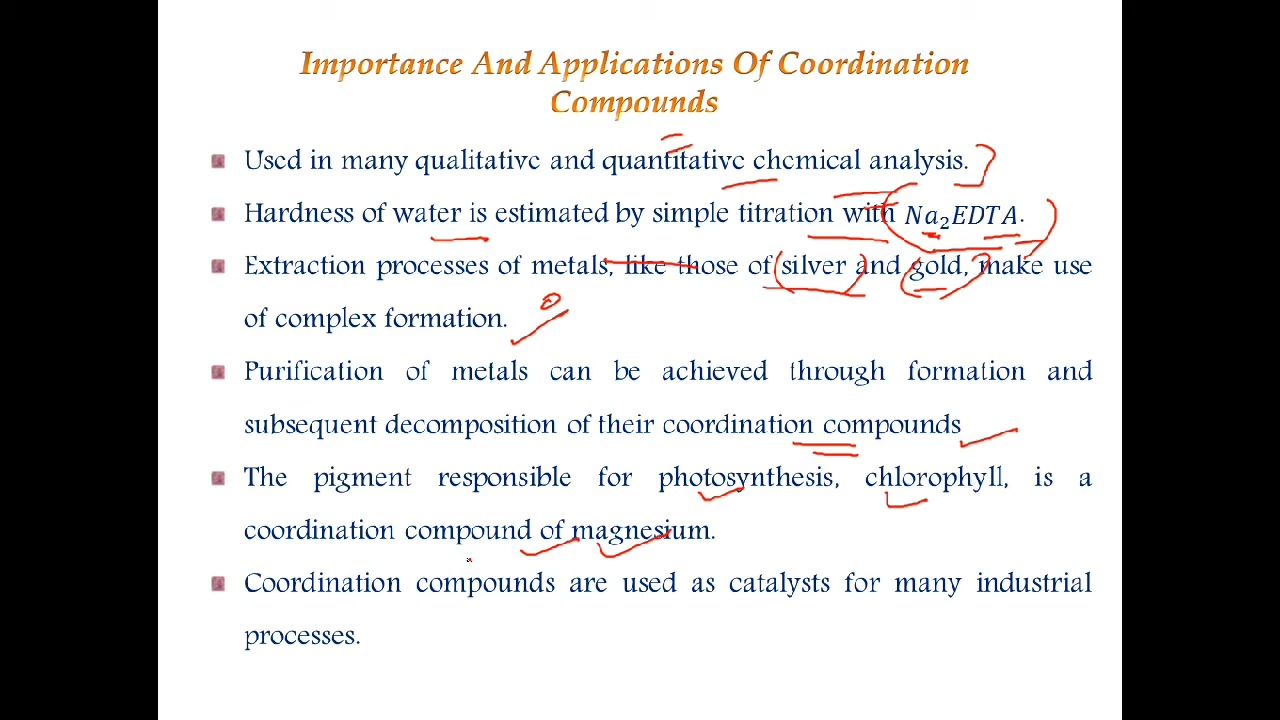 Importance And Applications Of Coordination
Compounds
Used in many qualitative and quantitative chemical analysis.
Hardness of water is estimated by simple titration with Na₂EDTA.
Extraction processes of metals, like those of silver and gold, make use
of complex formation.
Purification of metals can be achieved through formation and
subsequent decomposition of their coordination compounds
The pigment responsible for photosynthesis, chlorophyll, is a
coordination compound of magnesium.
Coordination compounds are used as catalysts for many industrial
processes.